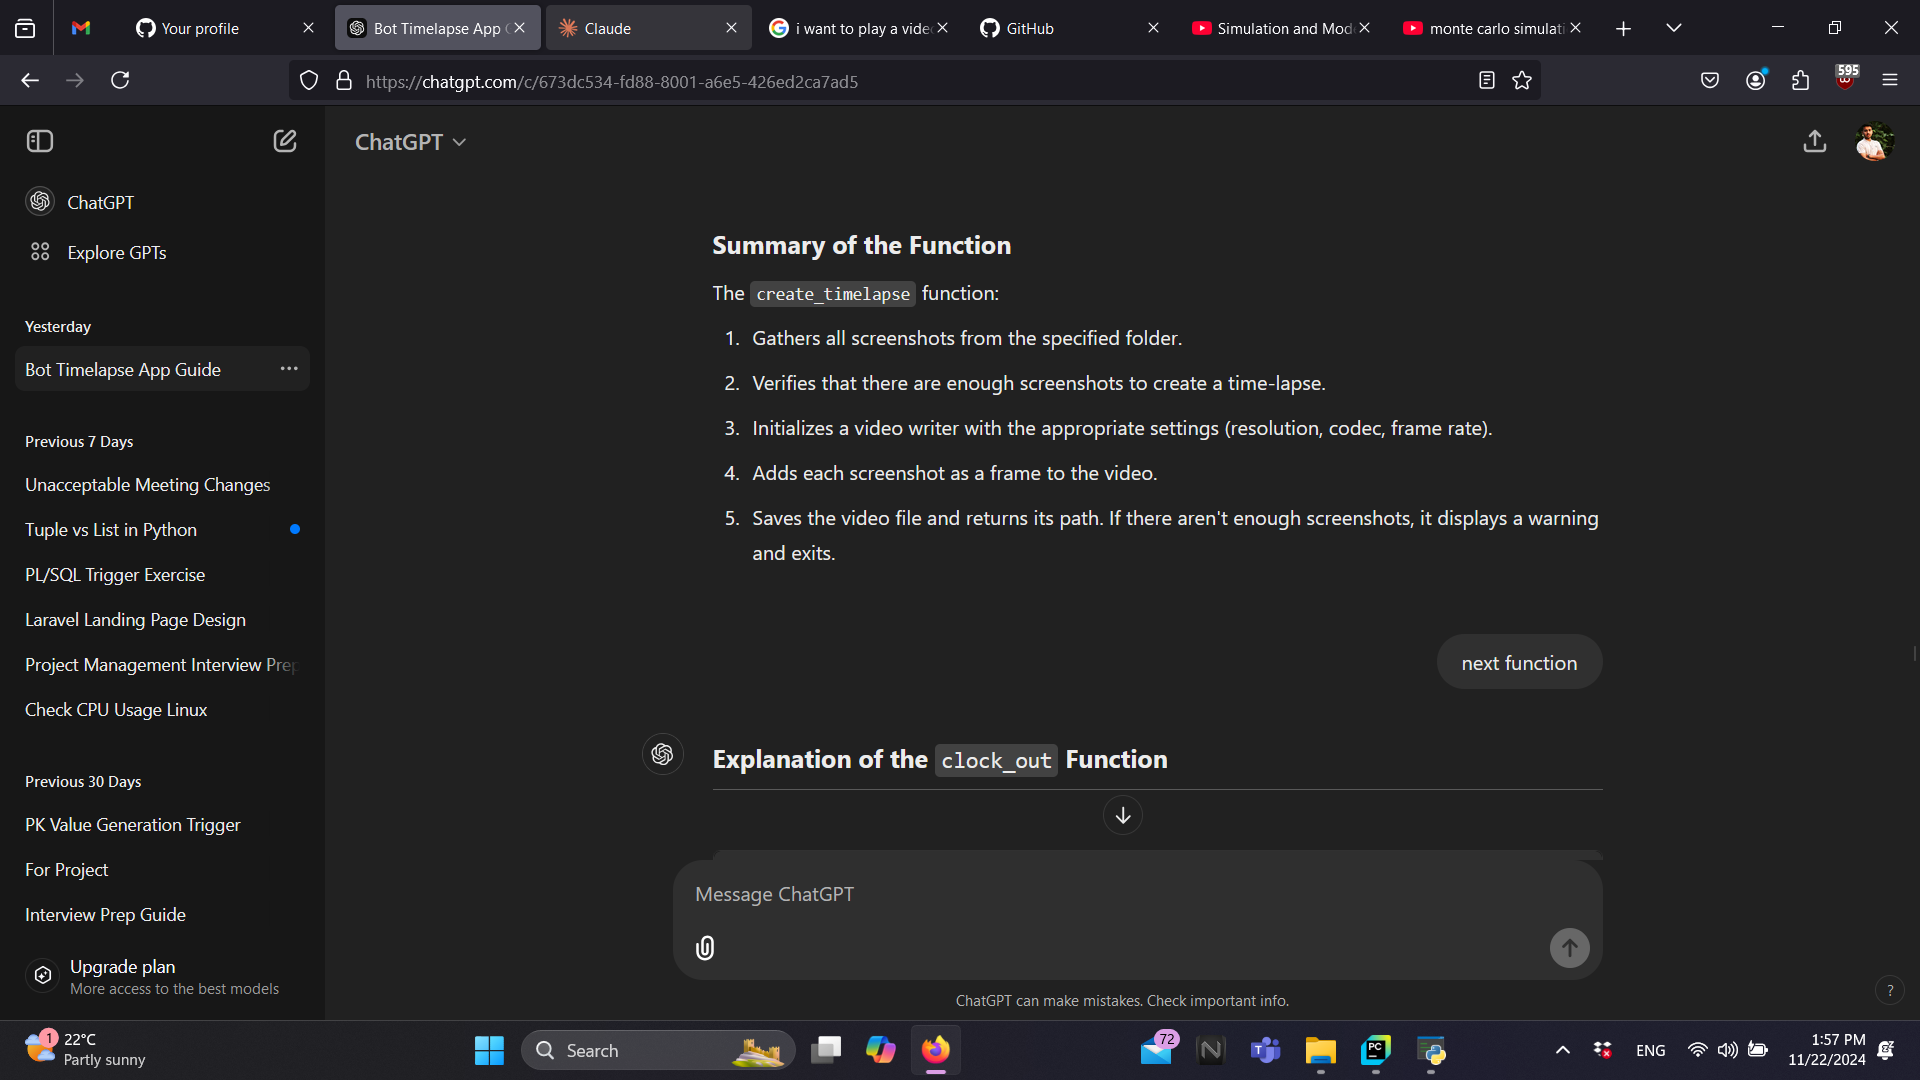 Your profile
Bot Timelapse App
Claude
i want to play a vide
GitHub
Simulation and Mod
monte carlo simulati
https://chatgpt.com/c/673dc534-fd88-8001-a6e5-426ed2ca7ad5
595
ChatGPT
ChatGPT
Explore GPTs
Yesterday
Bot Timelapse App Guide
Previous 7 Days
Unacceptable Meeting Changes
Tuple vs List in Python
PL/SQL Trigger Exercise
Laravel Landing Page Design
Project Management Interview Prep
Check CPU Usage Linux
Previous 30 Days
PK Value Generation Trigger
For Project
Interview Prep Guide
Upgrade plan
More access to the best models
Summary of the Function
The create_timelapse function:
1. Gathers all screenshots from the specified folder.
2. Verifies that there are enough screenshots to create a time-lapse.
3. Initializes a video writer with the appropriate settings (resolution, codec, frame rate).
4. Adds each screenshot as a frame to the video.
5. Saves the video file and returns its path. If there aren't enough screenshots, it displays a warning
and exits.
next function
Explanation of the clock_out Function
Message ChatGPT
ChatGPT can make mistakes. Check important info.
?
1
22°C
Partly sunny
Search
72
PC
ENG
1:57 PM
11/22/2024